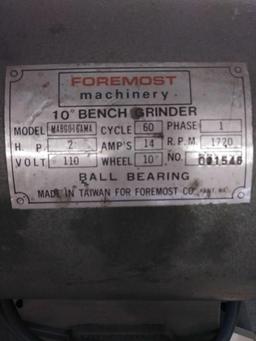 FOREMOST
machinery
10" BENCH GRINDER
MODEL CYCLE 60 PHASE 1
H. P. 2 AMP'S 14 R.P.M. 1720
VOLT 110 WHEEL 10" NO. 001546
BALL BEARING
MADE IN TAIWAN FOR FOREMOST CO.